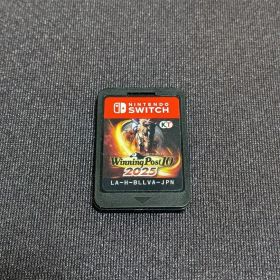 NINTENDO
SWITCH
KT
Winning Post 10
2025
LA-H-BLLVA-JPN